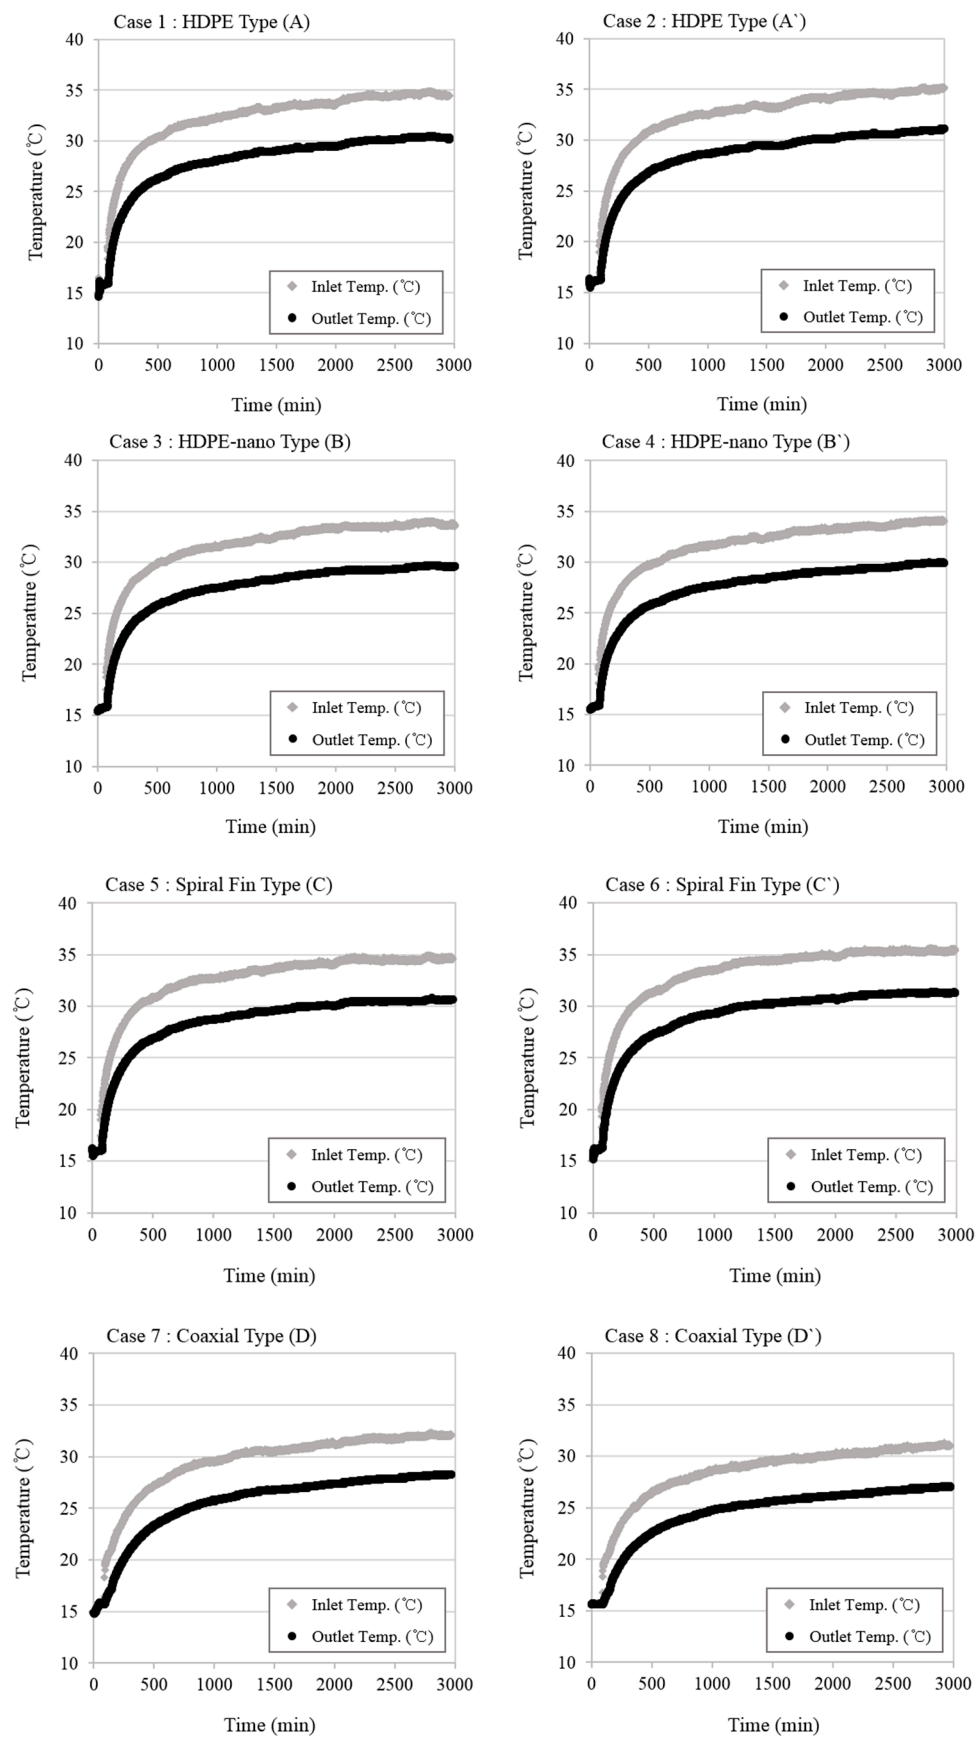 Case 1 : HDPE Type (A)
40
35
30
25
20
15
10
Temperature (℃)
Inlet Temp. (℃)
Outlet Temp. (℃)
0 500 1000 1500 2000 2500 3000
Time (min)
Case 2 : HDPE Type (A`)
40
35
30
25
20
15
10
Temperature (℃)
Inlet Temp. (℃)
Outlet Temp. (℃)
0 500 1000 1500 2000 2500 3000
Time (min)
Case 3 : HDPE-nano Type (B)
40
35
30
25
20
15
10
Temperature (℃)
Inlet Temp. (℃)
Outlet Temp. (℃)
0 500 1000 1500 2000 2500 3000
Time (min)
Case 4 : HDPE-nano Type (B`)
40
35
30
25
20
15
10
Temperature (℃)
Inlet Temp. (℃)
Outlet Temp. (℃)
0 500 1000 1500 2000 2500 3000
Time (min)
Case 5 : Spiral Fin Type (C)
40
35
30
25
20
15
10
Temperature (℃)
Inlet Temp. (℃)
Outlet Temp. (℃)
0 500 1000 1500 2000 2500 3000
Time (min)
Case 6 : Spiral Fin Type (C`)
40
35
30
25
20
15
10
Temperature (℃)
Inlet Temp. (℃)
Outlet Temp. (℃)
0 500 1000 1500 2000 2500 3000
Time (min)
Case 7 : Coaxial Type (D)
40
35
30
25
20
15
10
Temperature (℃)
Inlet Temp. (℃)
Outlet Temp. (℃)
0 500 1000 1500 2000 2500 3000
Time (min)
Case 8 : Coaxial Type (D`)
40
35
30
25
20
15
10
Temperature (℃)
Inlet Temp. (℃)
Outlet Temp. (℃)
0 500 1000 1500 2000 2500 3000
Time (min)